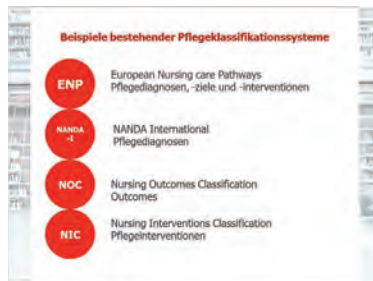 Beispiele bestehender Pflegeklassifikationssysteme
ENP
European Nursing care Pathways
Pflegediagnosen, -ziele und -interventionen
NANDA
-I
NANDA International
Pflegediagnosen
NOC
Nursing Outcomes Classification
Outcomes
NIC
Nursing Interventions Classification
Pflegeinterventionen